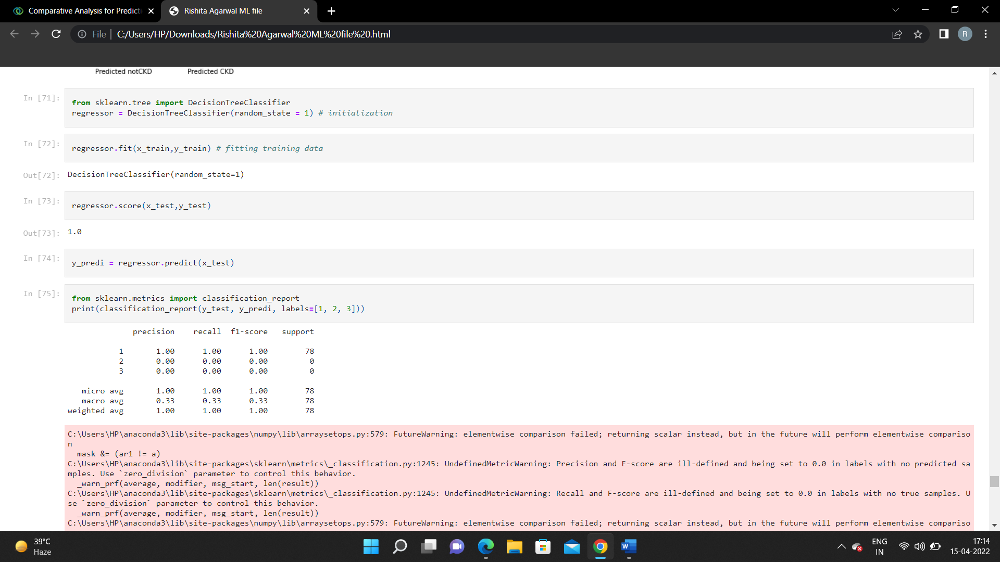 Comparative Analysis for Predicti
Rishita Agarwal ML file
File
C:/Users/HP/Downloads/Rishita%20Agarwal%20ML%20file%20.html
R
Predicted notCKD Predicted CKD
In [71]:
from sklearn.tree import DecisionTreeClassifier
regressor = DecisionTreeClassifier(random_state = 1) # initialization
In [72]:
regressor.fit(x_train,y_train) # fitting training data
Out[72]: DecisionTreeClassifier(random_state=1)
In [73]:
regressor.score(x_test,y_test)
Out[73]: 1.0
In [74]:
y_predi = regressor.predict(x_test)
In [75]:
from sklearn.metrics import classification_report
print(classification_report(y_test, y_predi, labels=[1, 2, 3]))
precision recall f1-score support
1 1.00 1.00 1.00 78
2 0.00 0.00 0.00 0
3 0.00 0.00 0.00 0
micro avg 1.00 1.00 1.00 78
macro avg 0.33 0.33 0.33 78
weighted avg 1.00 1.00 1.00 78
C:\Users\HP\anaconda3\lib\site-packages\numpy\lib\arraysetops.py:579: FutureWarning: elementwise comparison failed; returning scalar instead, but in the future will perform elementwise compariso
n
mask &= (ar1 != a)
C:\Users\HP\anaconda3\lib\site-packages\sklearn\metrics\_classification.py:1245: UndefinedMetricWarning: Precision and F-score are ill-defined and being set to 0.0 in labels with no predicted sa
mples. Use `zero_division` parameter to control this behavior.
_warn_prf(average, modifier, msg_start, len(result))
C:\Users\HP\anaconda3\lib\site-packages\sklearn\metrics\_classification.py:1245: UndefinedMetricWarning: Recall and F-score are ill-defined and being set to 0.0 in labels with no true samples. U
se `zero_division` parameter to control this behavior.
_warn_prf(average, modifier, msg_start, len(result))
C:\Users\HP\anaconda3\lib\site-packages\numpy\lib\arraysetops.py:579: FutureWarning: elementwise comparison failed; returning scalar instead, but in the future will perform elementwise compariso
39°C
Haze
W
ENG
IN
17:14
15-04-2022